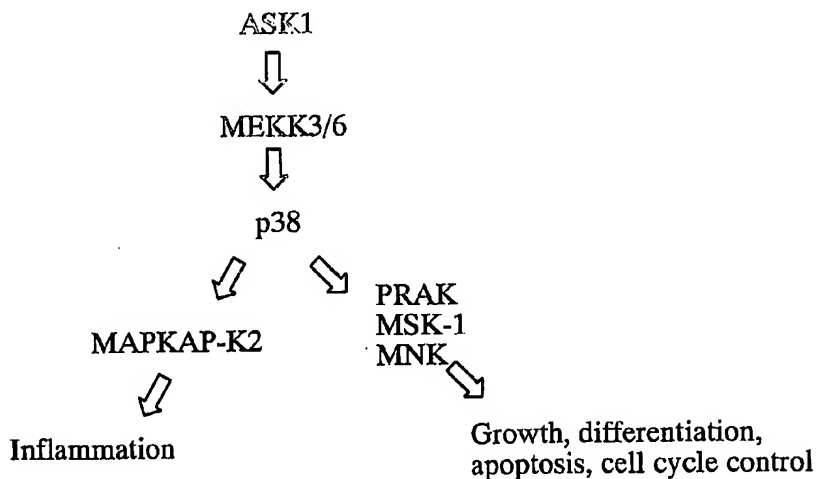 ASK1
MEKK3/6
p38
PRAK
MSK-1
MNK
MAPKAP-K2
Inflammation
Growth, differentiation,
apoptosis, cell cycle control